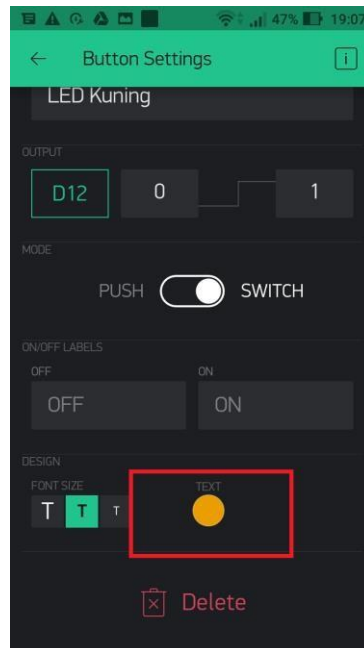 47% 19:07
Button Settings
LED Kuning
OUTPUT
D12 0 1
MODE
PUSH SWITCH
ON/OFF LABELS
OFF ON
OFF ON
DESIGN
FONT SIZE TEXT
T T T
Delete